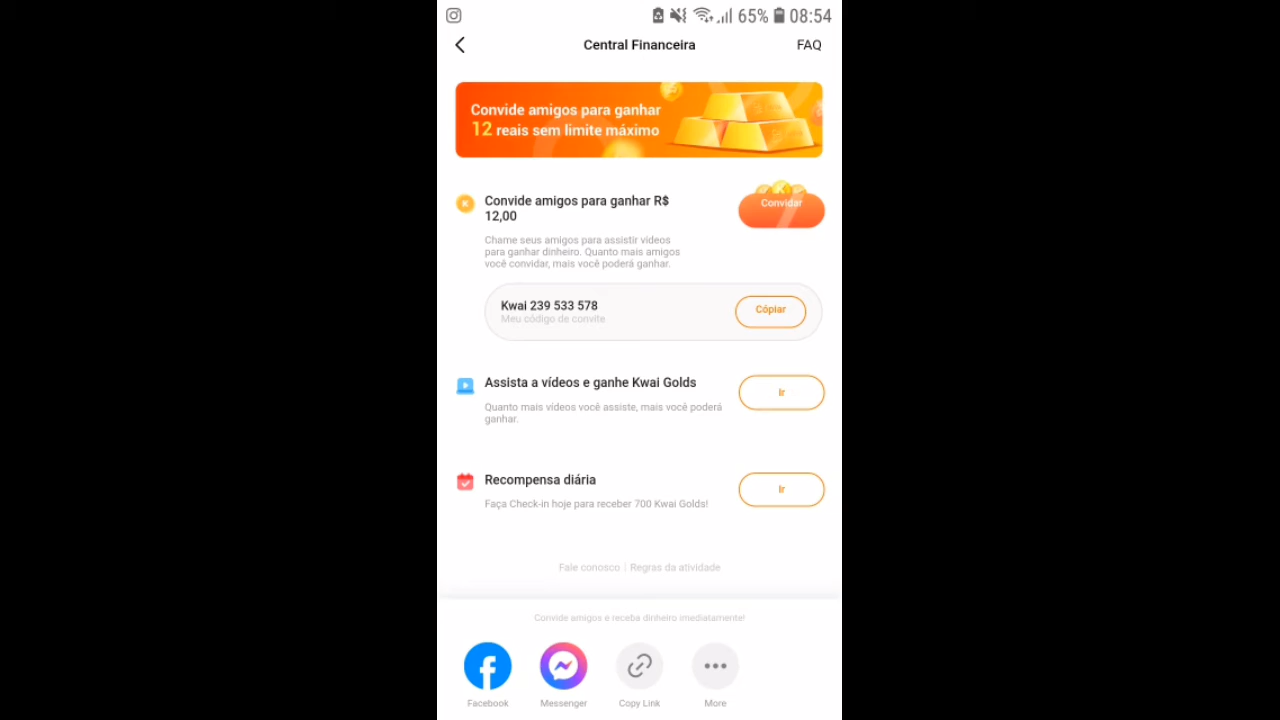 65% 08:54
Central Financeira FAQ
Convide amigos para ganhar
12 reais sem limite máximo
Convide amigos para ganhar R$
12,00
Convidar
Chame seus amigos para assistir vídeos
para ganhar dinheiro. Quanto mais amigos
você convidar, mais você poderá ganhar.
Kwai 239 533 578
Meu código de convite
Cópiar
Assista a vídeos e ganhe Kwai Golds
Ir
Quanto mais vídeos você assiste, mais você poderá
ganhar.
Recompensa diária
Ir
Faça Check-in hoje para receber 700 Kwai Golds!
Fale conosco | Regras da atividade
Convide amigos e receba dinheiro imediatamente!
Facebook Messenger Copy Link More